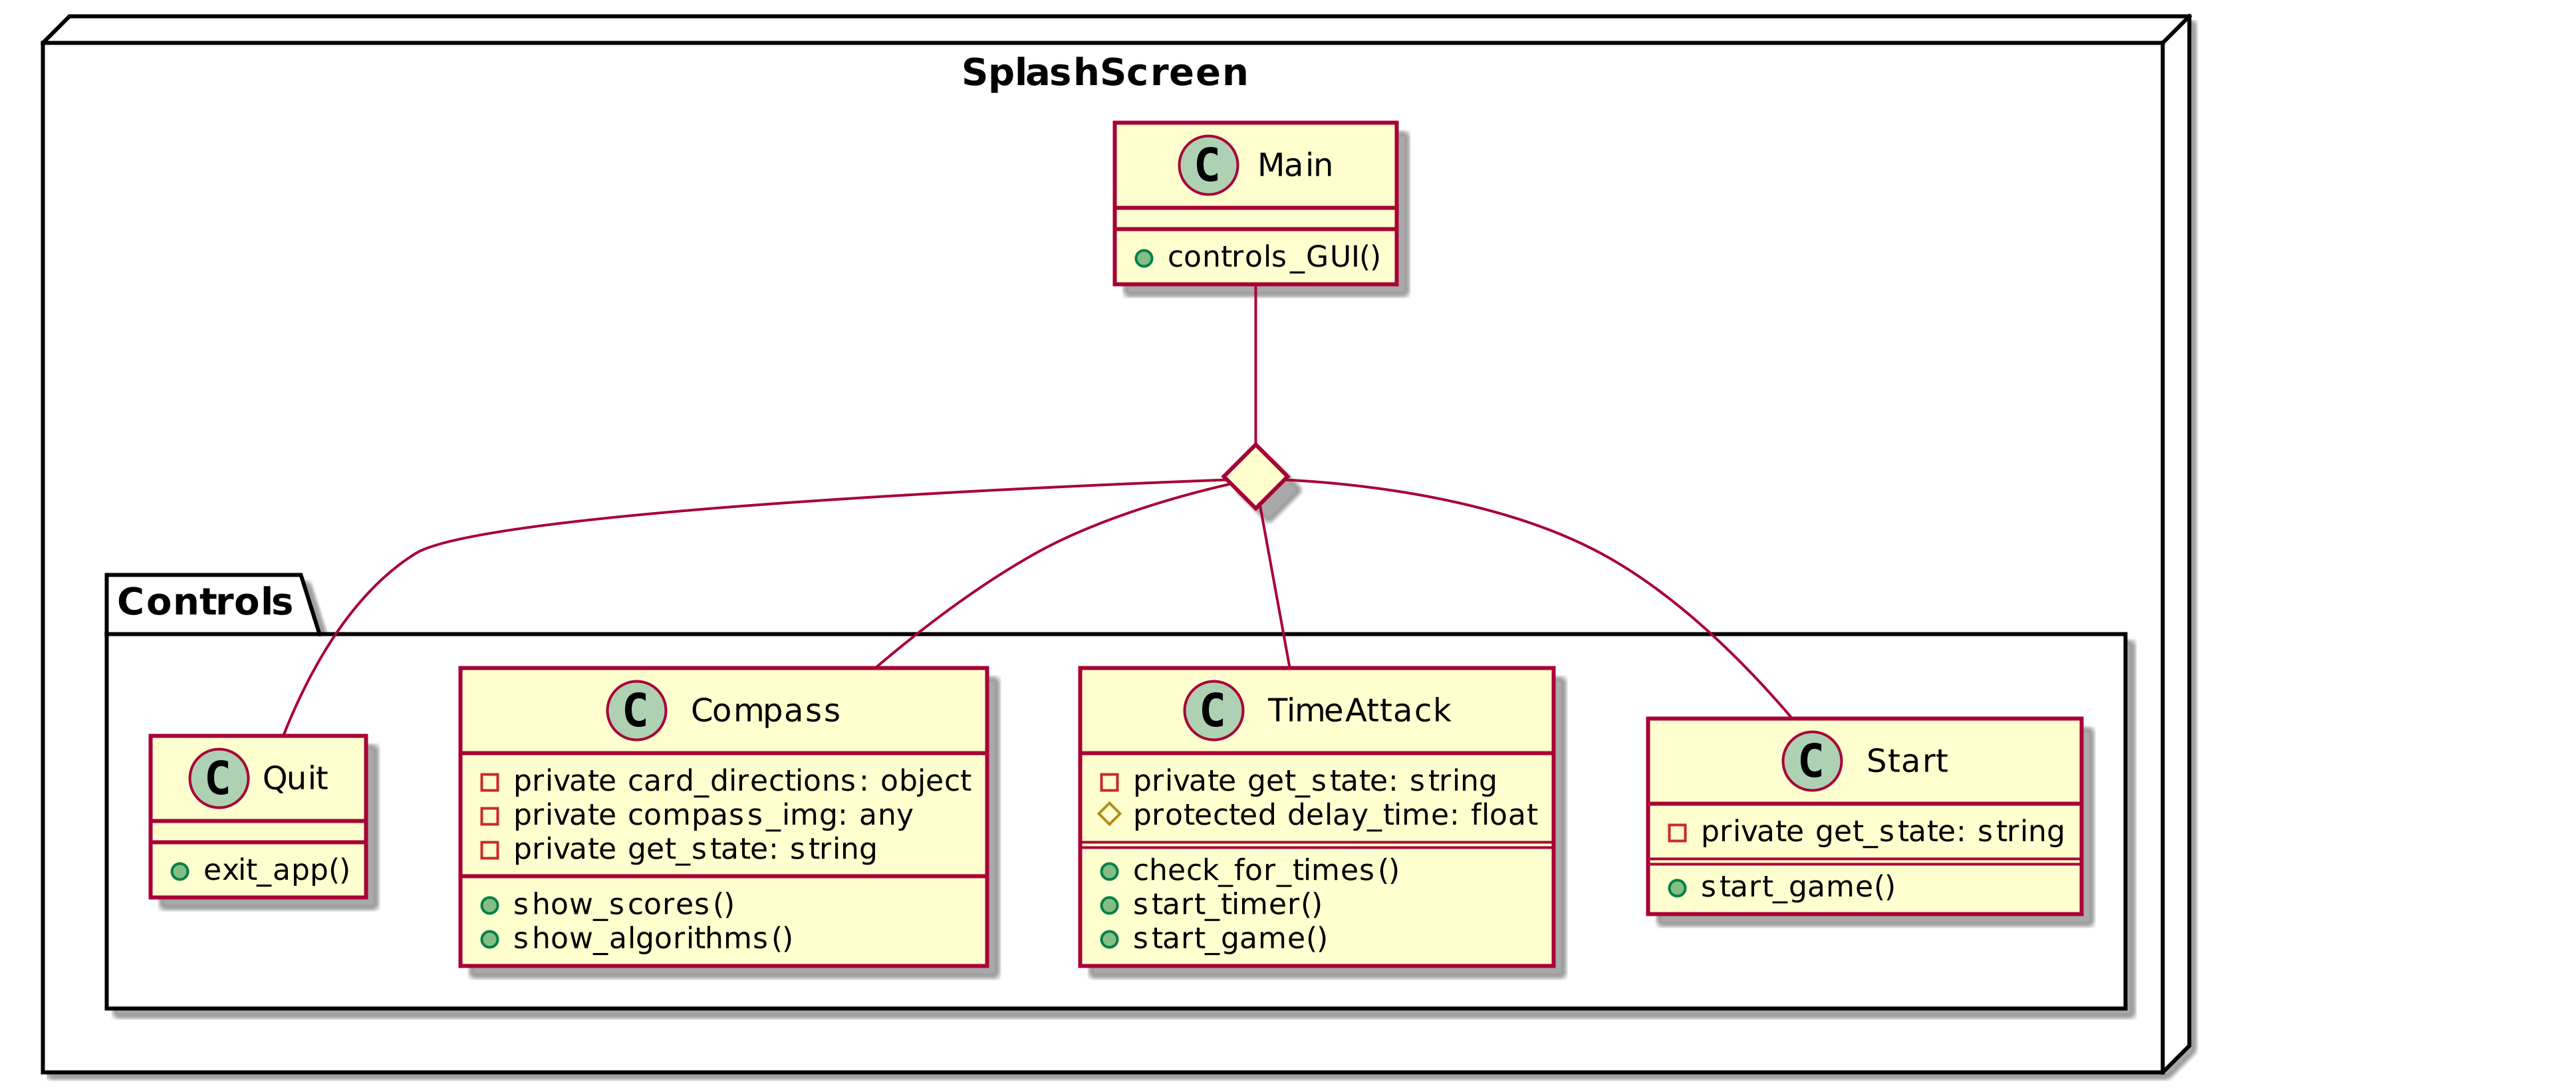 SplashScreen
C Main
controls_GUI()
Controls
C Quit
exit_app()
C Compass
private card_directions: object
private compass_img: any
private get_state: string
show_scores()
show_algorithms()
C TimeAttack
private get_state: string
protected delay_time: float
check_for_times()
start_timer()
start_game()
C Start
private get_state: string
start_game()